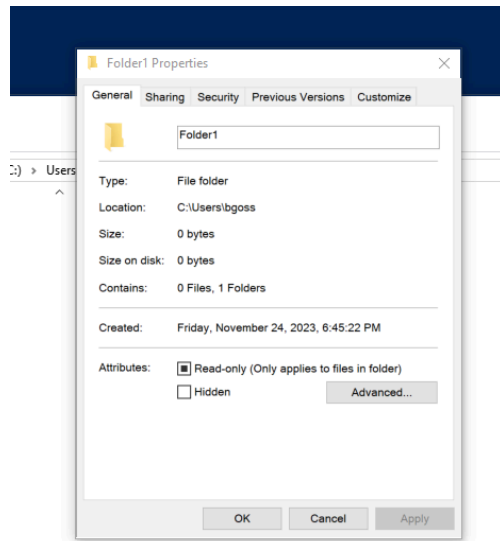 Folder1 Properties
General Sharing Security Previous Versions Customize
Folder1
C:) > Users
Type: File folder
Location: C:\Users\bgoss
Size: 0 bytes
Size on disk: 0 bytes
Contains: 0 Files, 1 Folders
Created: Friday, November 24, 2023, 6:45:22 PM
Attributes: Read-only (Only applies to files in folder)
Hidden Advanced...
OK Cancel Apply